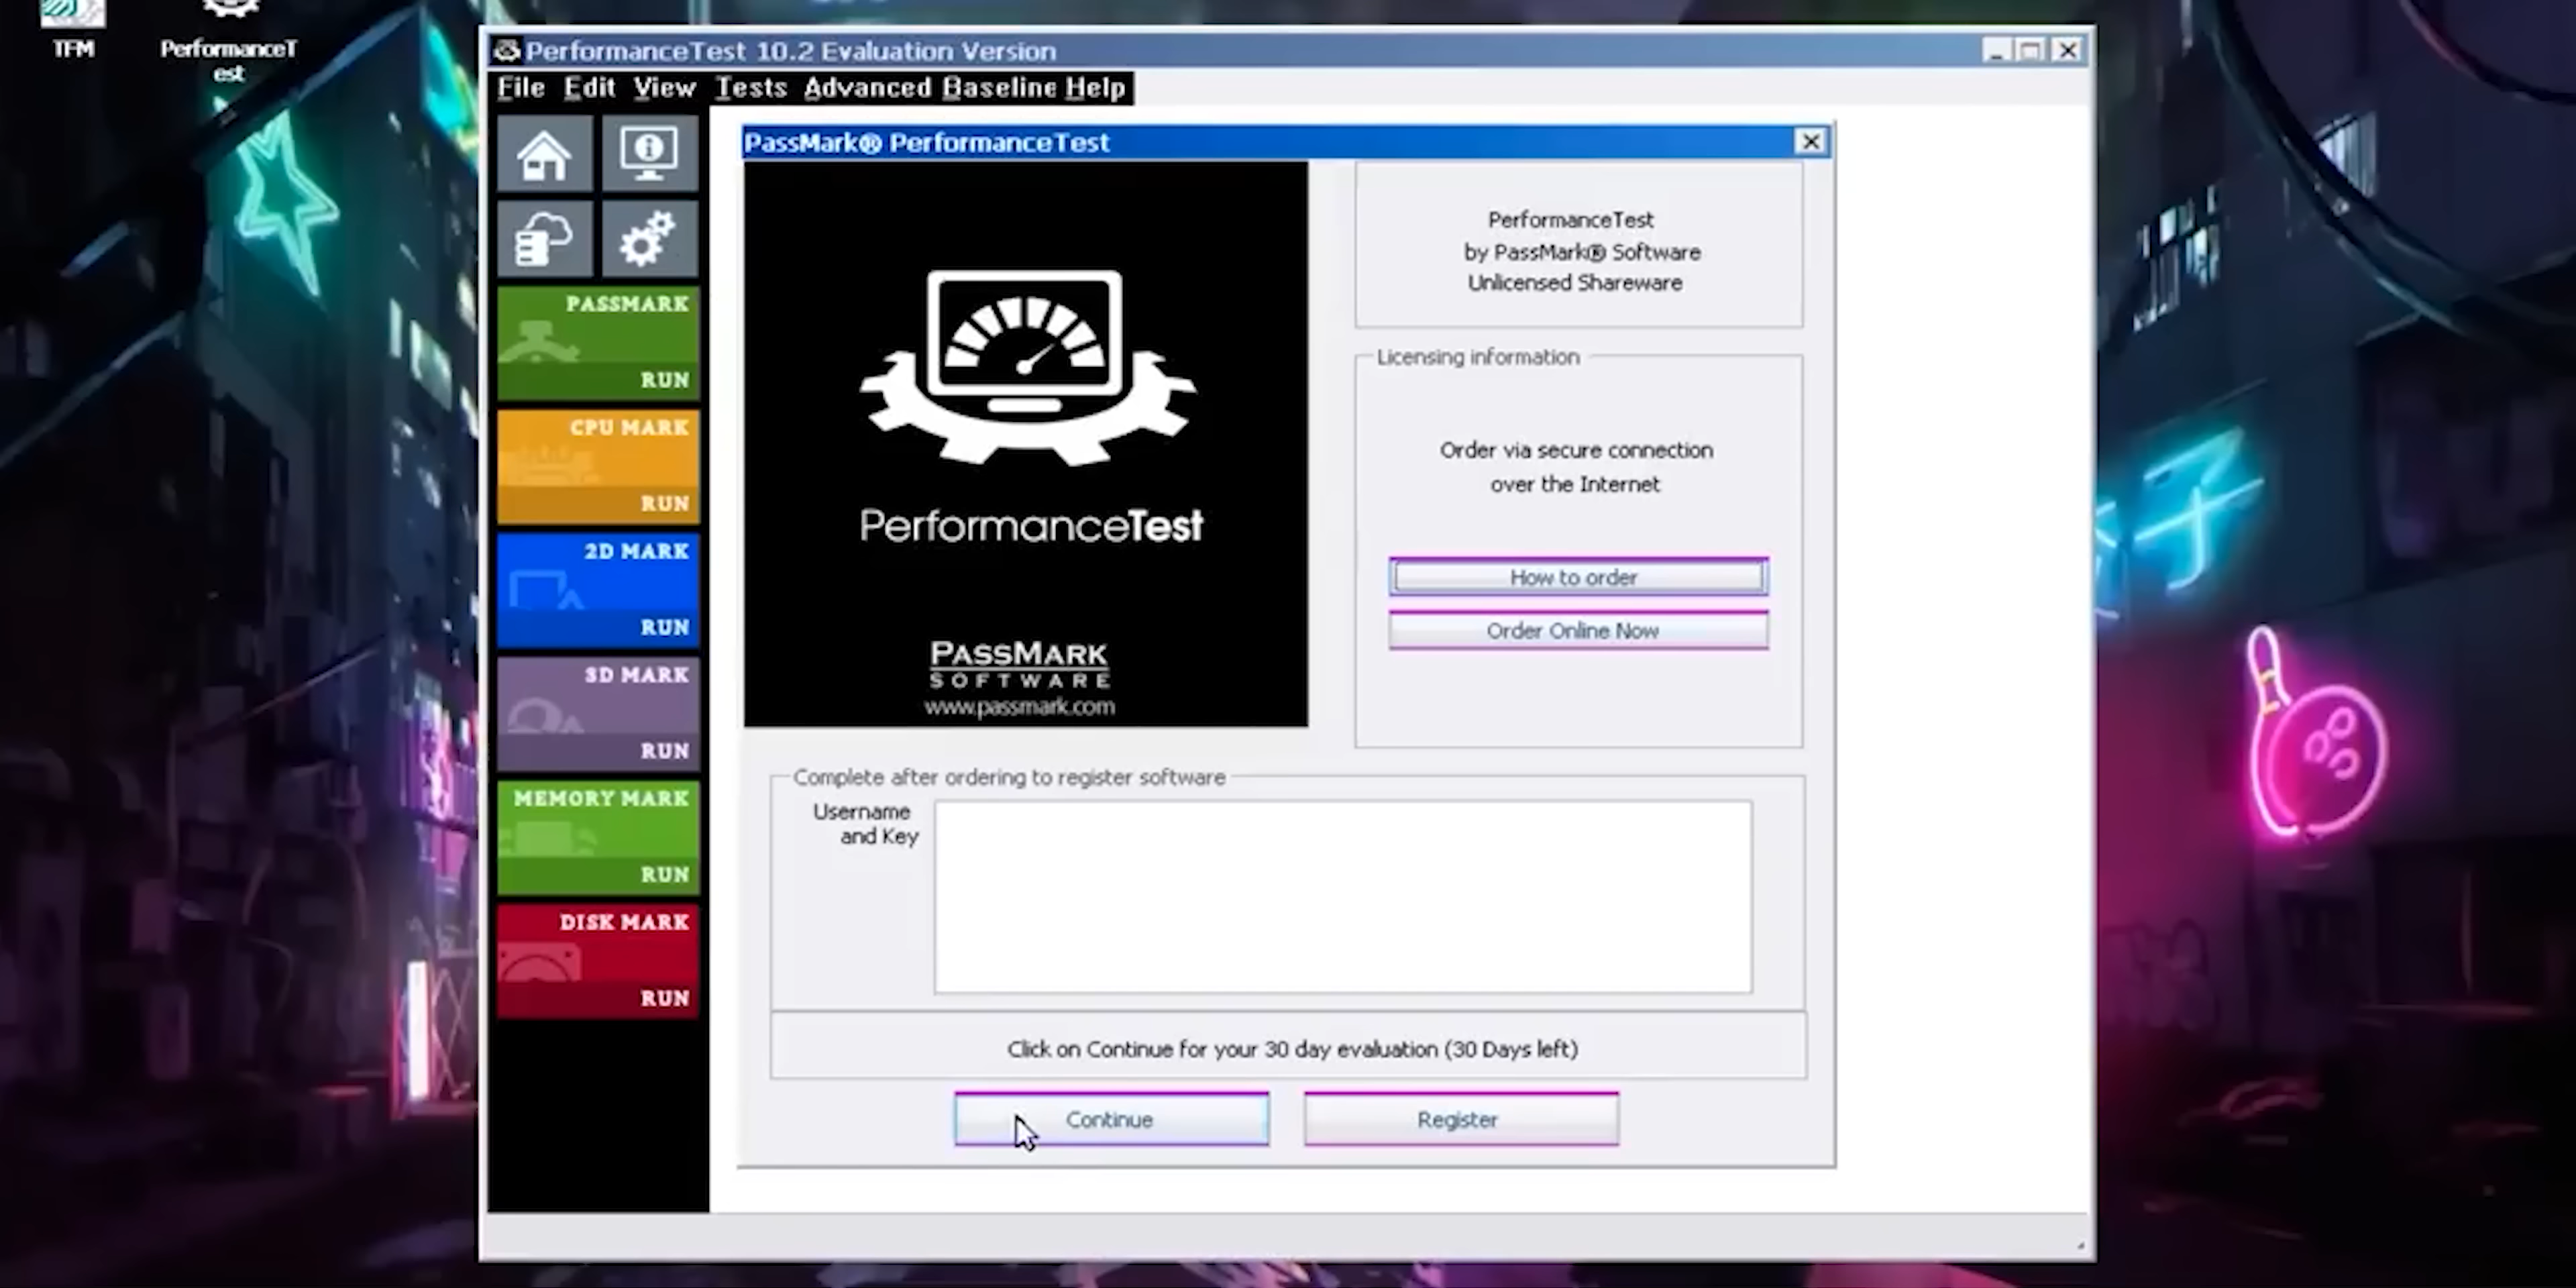 TFM
PerformanceT
est
PerformanceTest 10.2 Evaluation Version
File Edit View Tests Advanced Baseline Help
PASSMARK
RUN
CPU MARK
RUN
2D MARK
RUN
3D MARK
RUN
MEMORY MARK
RUN
DISK MARK
RUN
PassMark® PerformanceTest
PerformanceTest
PASSMARK
SOFTWARE
www.passmark.com
PerformanceTest
by PassMark® Software
Unlicensed Shareware
Licensing information
Order via secure connection
over the Internet
How to order
Order Online Now
Complete after ordering to register software
Username
and Key
Click on Continue for your 30 day evaluation (30 Days left)
Continue
Register
子